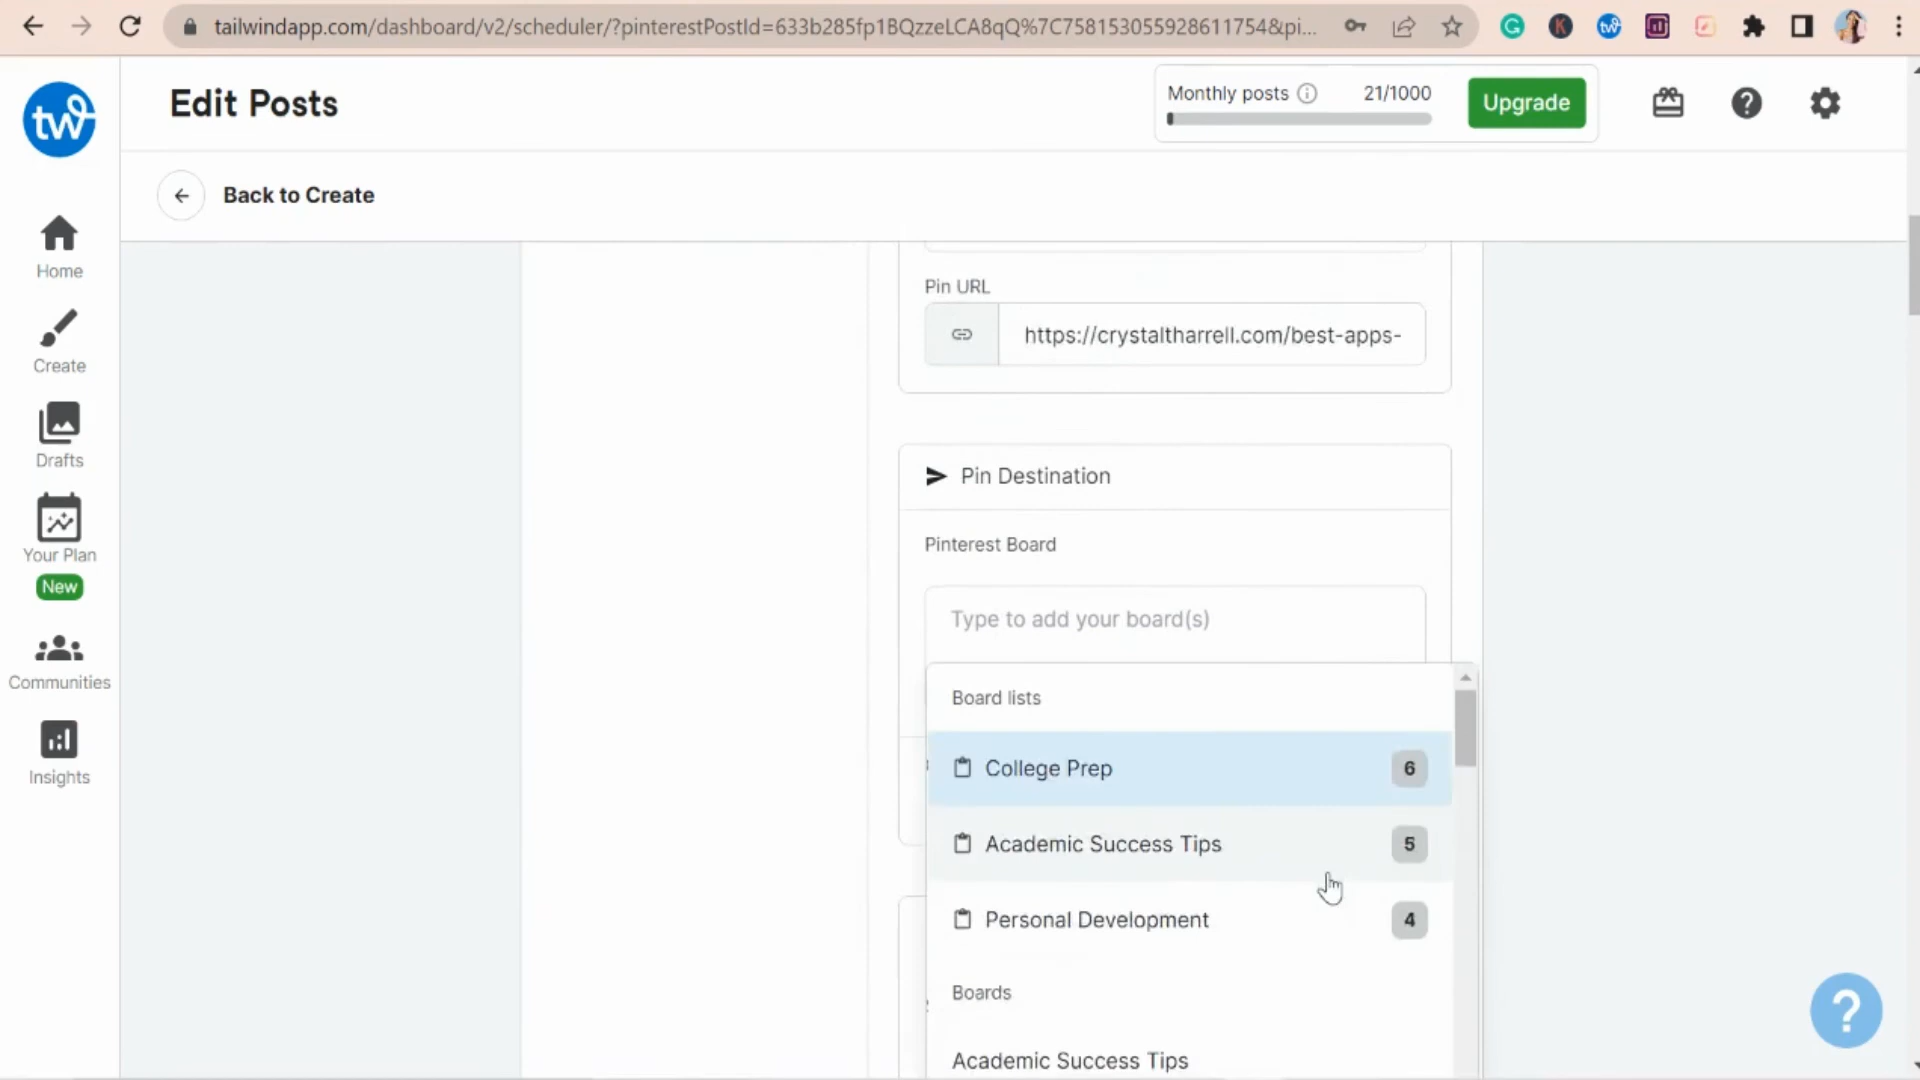 tailwindapp.com/dashboard/v2/scheduler/?pinterestPostId=633b285fp1BQzzeLCA8qQ%7C758153055928611754&pi...
tw
Edit Posts
Monthly posts
21/1000
Upgrade
Back to Create
Home
Create
Drafts
Your Plan
New
Communities
Insights
Pin URL
https://crystaltharrell.com/best-apps-
Pin Destination
Pinterest Board
Type to add your board(s)
Board lists
College Prep 6
Academic Success Tips 5
Personal Development 4
Boards
Academic Success Tips